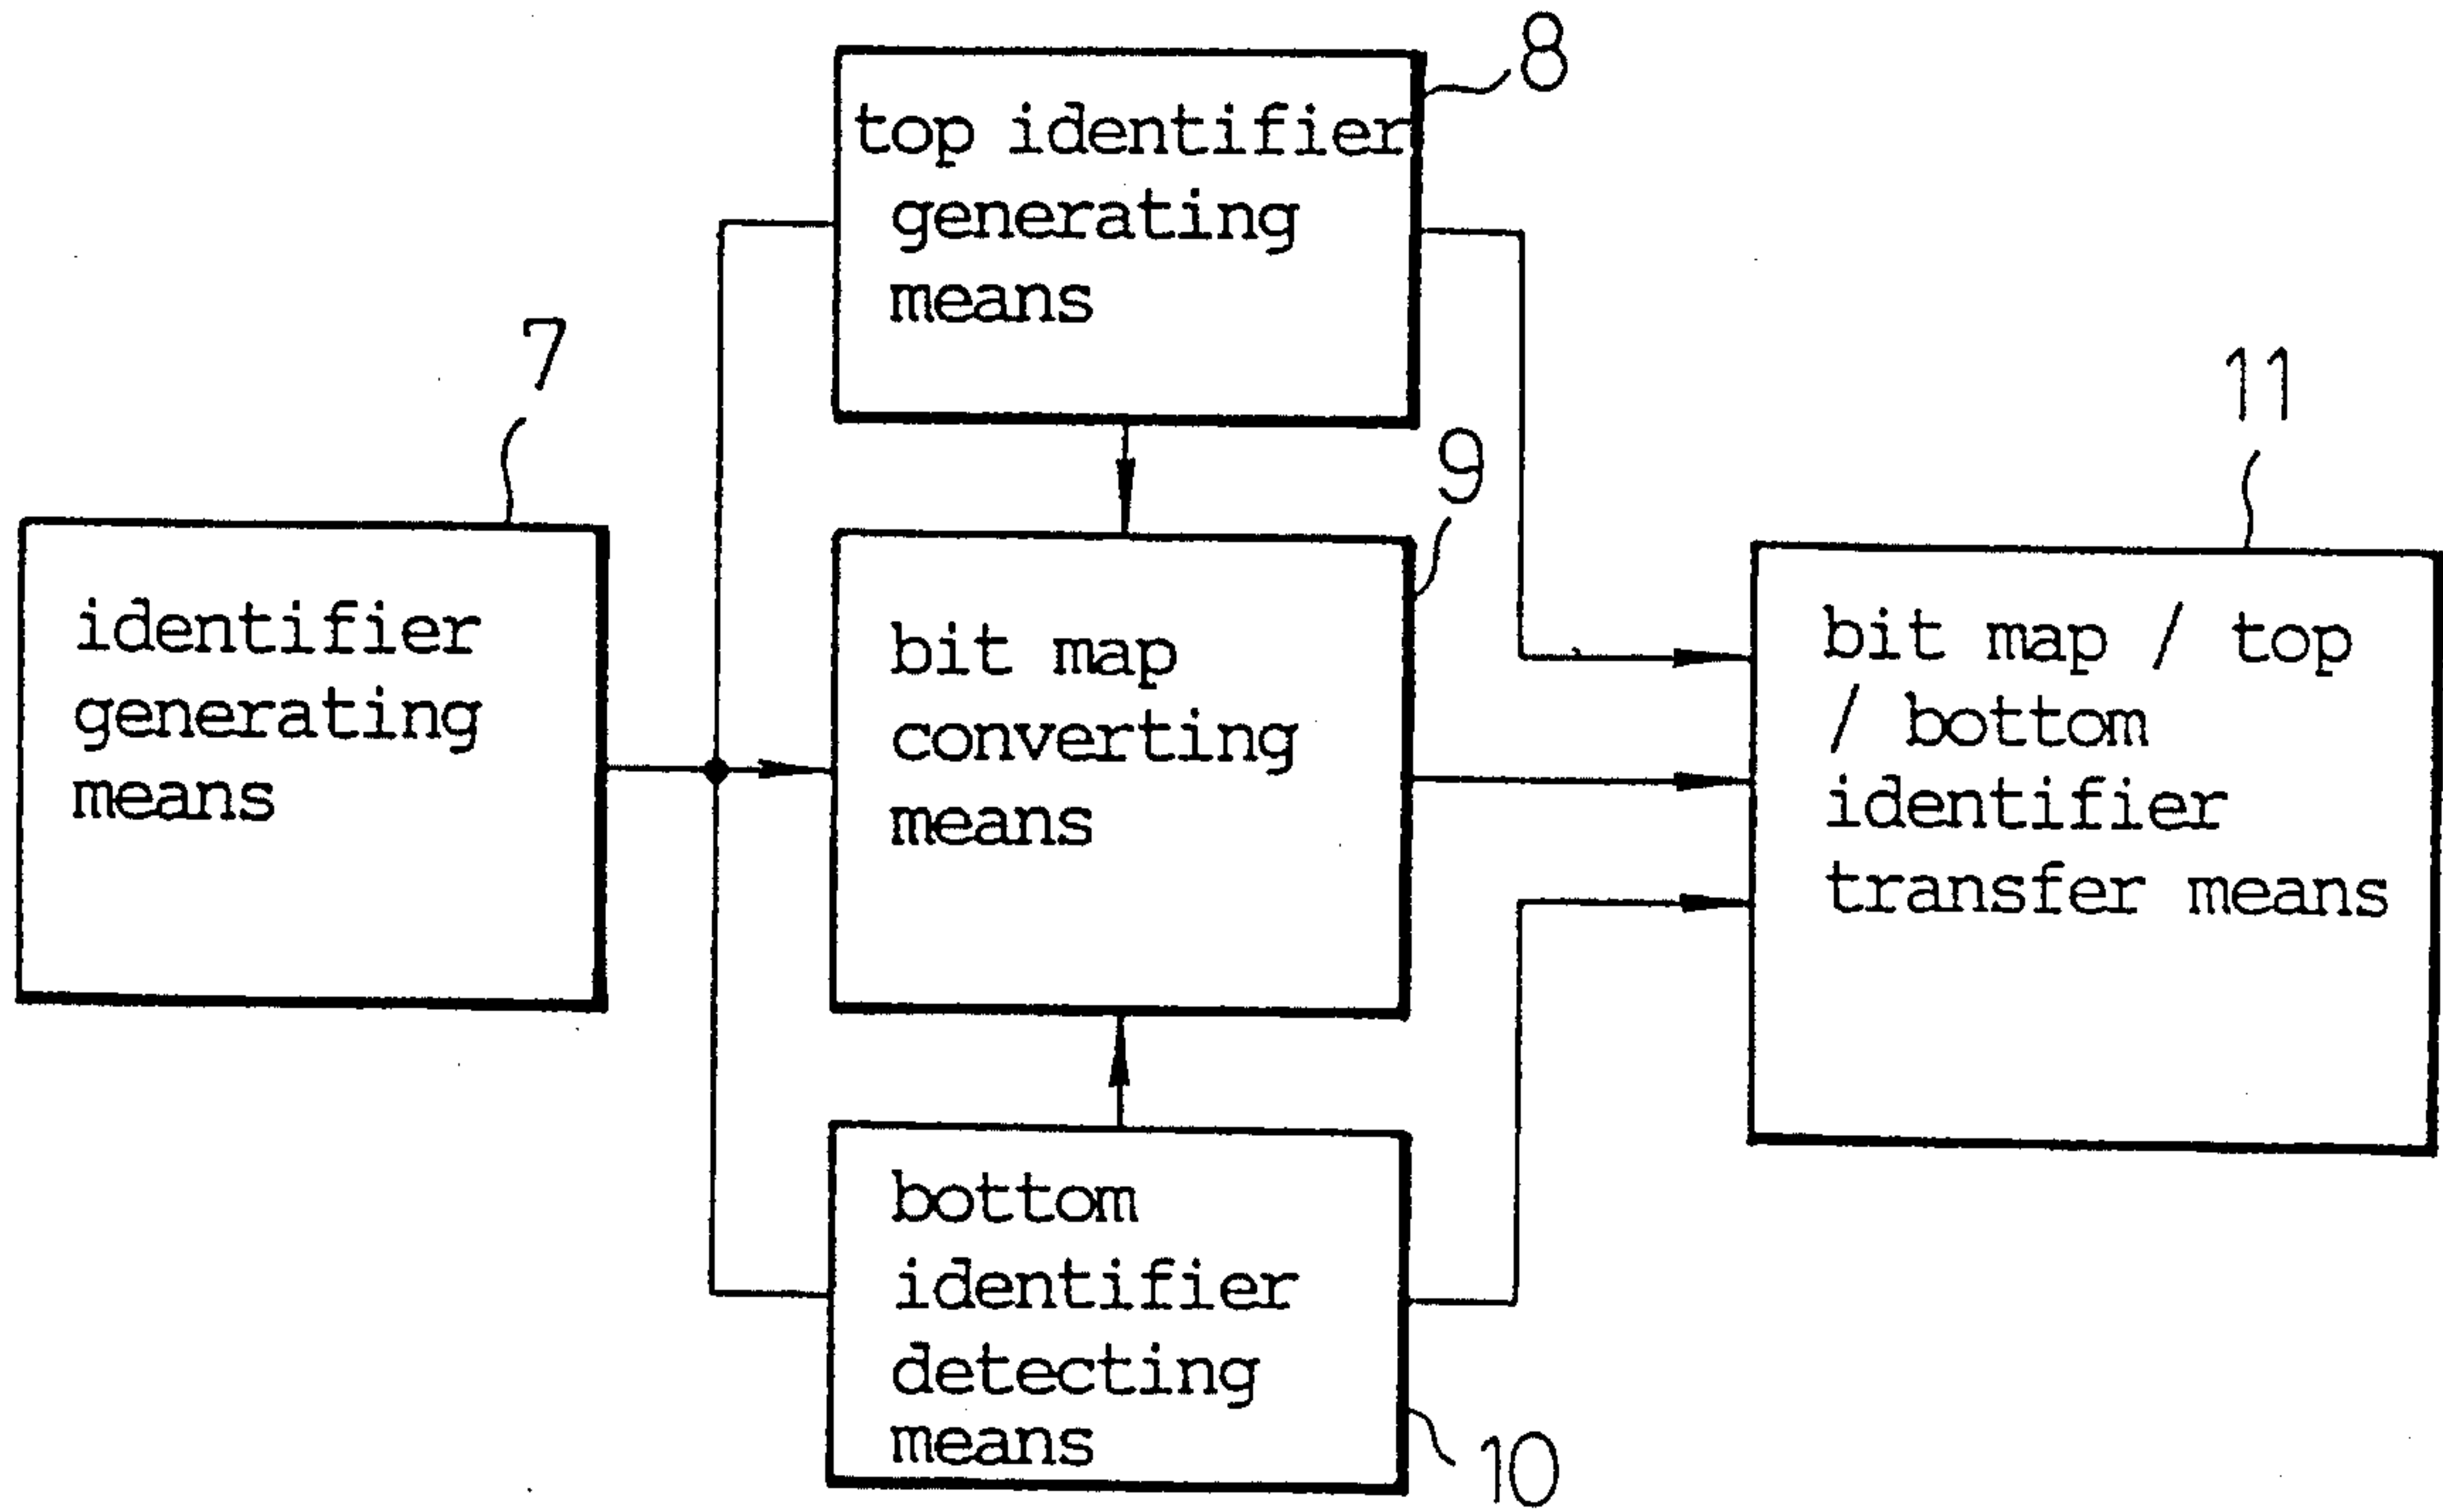 8
top identifier
generating
means
7
identifier
generating
means
9
bit map
converting
means
11
bit map / top
/ bottom
identifier
transfer means
bottom
identifier
detecting
means
10